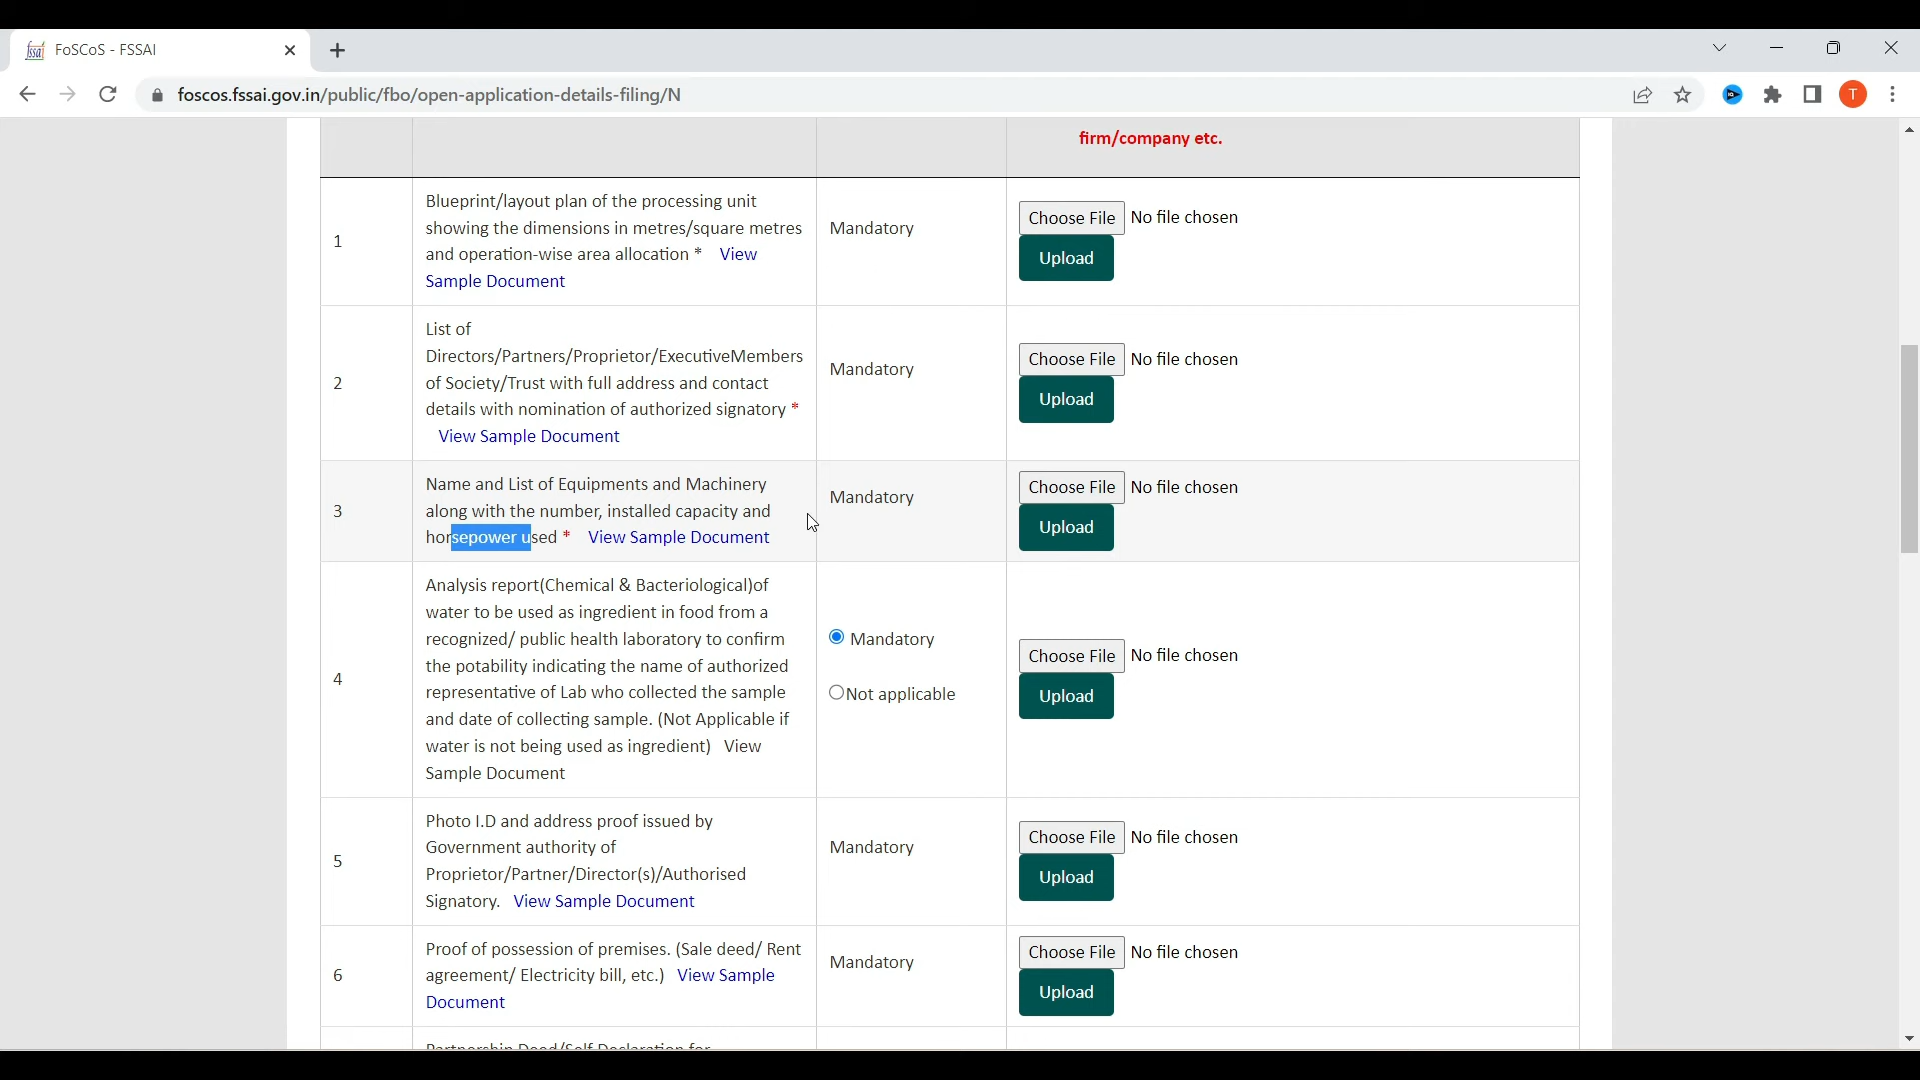 FoSCoS - FSSAI
foscos.fssai.gov.in/public/fbo/open-application-details-filing/N
T
firm/company etc.
1
Blueprint/layout plan of the processing unit
showing the dimensions in metres/square metres
and operation-wise area allocation * View
Sample Document
Mandatory
Choose File No file chosen
Upload
2
List of
Directors/Partners/Proprietor/ExecutiveMembers
of Society/Trust with full address and contact
details with nomination of authorized signatory *
View Sample Document
Mandatory
Choose File No file chosen
Upload
3
Name and List of Equipments and Machinery
along with the number, installed capacity and
horsepower used * View Sample Document
Mandatory
Choose File No file chosen
Upload
4
Analysis report(Chemical & Bacteriological)of
water to be used as ingredient in food from a
recognized/ public health laboratory to confirm
the potability indicating the name of authorized
representative of Lab who collected the sample
and date of collecting sample. (Not Applicable if
water is not being used as ingredient) View
Sample Document
Mandatory
Not applicable
Choose File No file chosen
Upload
5
Photo I.D and address proof issued by
Government authority of
Proprietor/Partner/Director(s)/Authorised
Signatory. View Sample Document
Mandatory
Choose File No file chosen
Upload
6
Proof of possession of premises. (Sale deed/ Rent
agreement/ Electricity bill, etc.) View Sample
Document
Mandatory
Choose File No file chosen
Upload
Partnership Deed/Self Declaration for